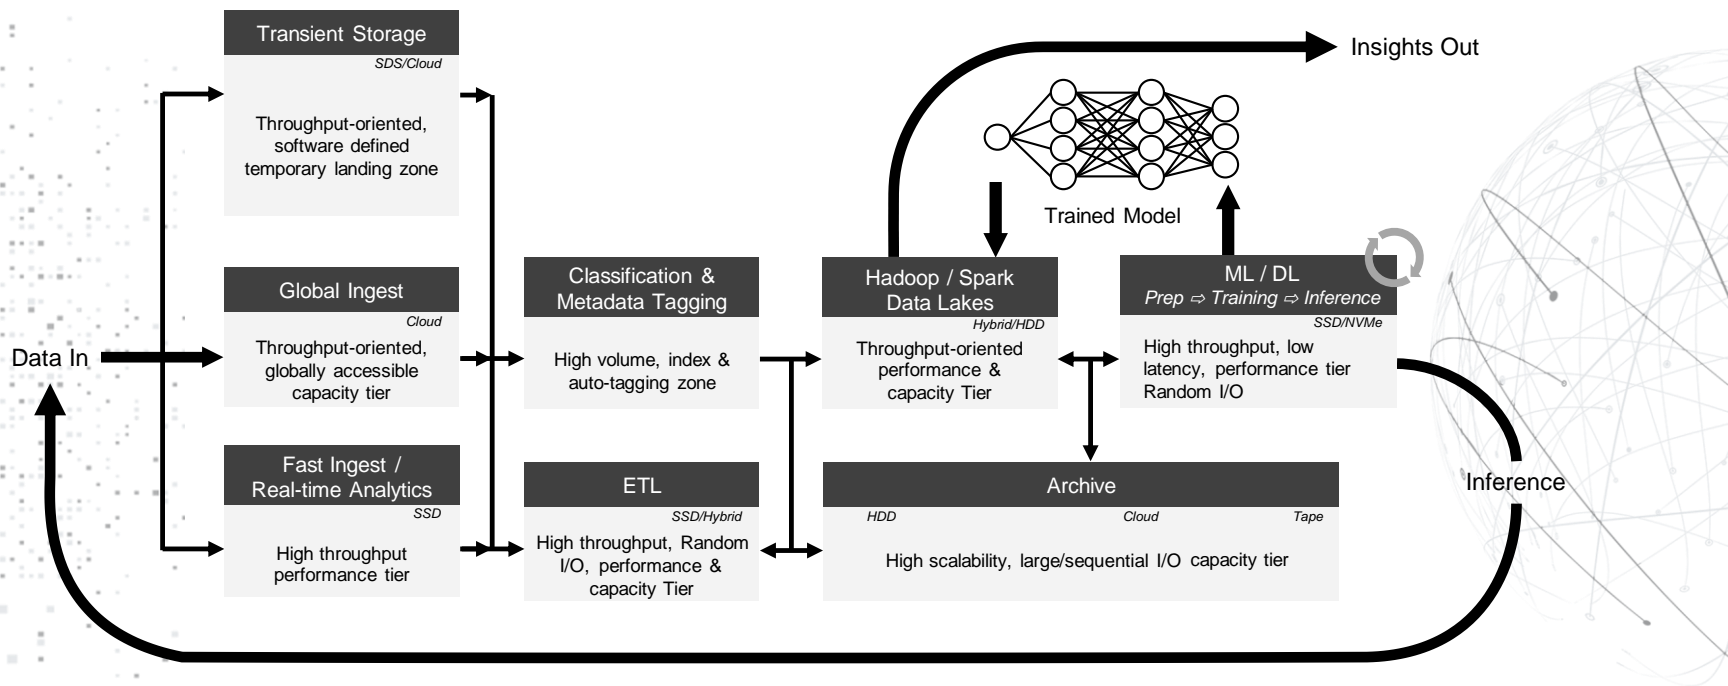 Data In
Transient Storage
SDS/Cloud
Throughput-oriented,
software defined
temporary landing zone
Global Ingest
Cloud
Throughput-oriented,
globally accessible
capacity tier
Fast Ingest /
Real-time Analytics
SSD
High throughput
performance tier
Classification &
Metadata Tagging
High volume, index &
auto-tagging zone
ETL
SSD/Hybrid
High throughput, Random
I/O, performance &
capacity Tier
Hadoop / Spark
Data Lakes
Hybrid/HDD
Throughput-oriented
performance &
capacity Tier
Insights Out
Trained Model
ML / DL
Prep ⇨ Training ⇨ Inference
SSD/NVMe
High throughput, low
latency, performance tier
Random I/O
Archive
HDD Cloud Tape
High scalability, large/sequential I/O capacity tier
Inference